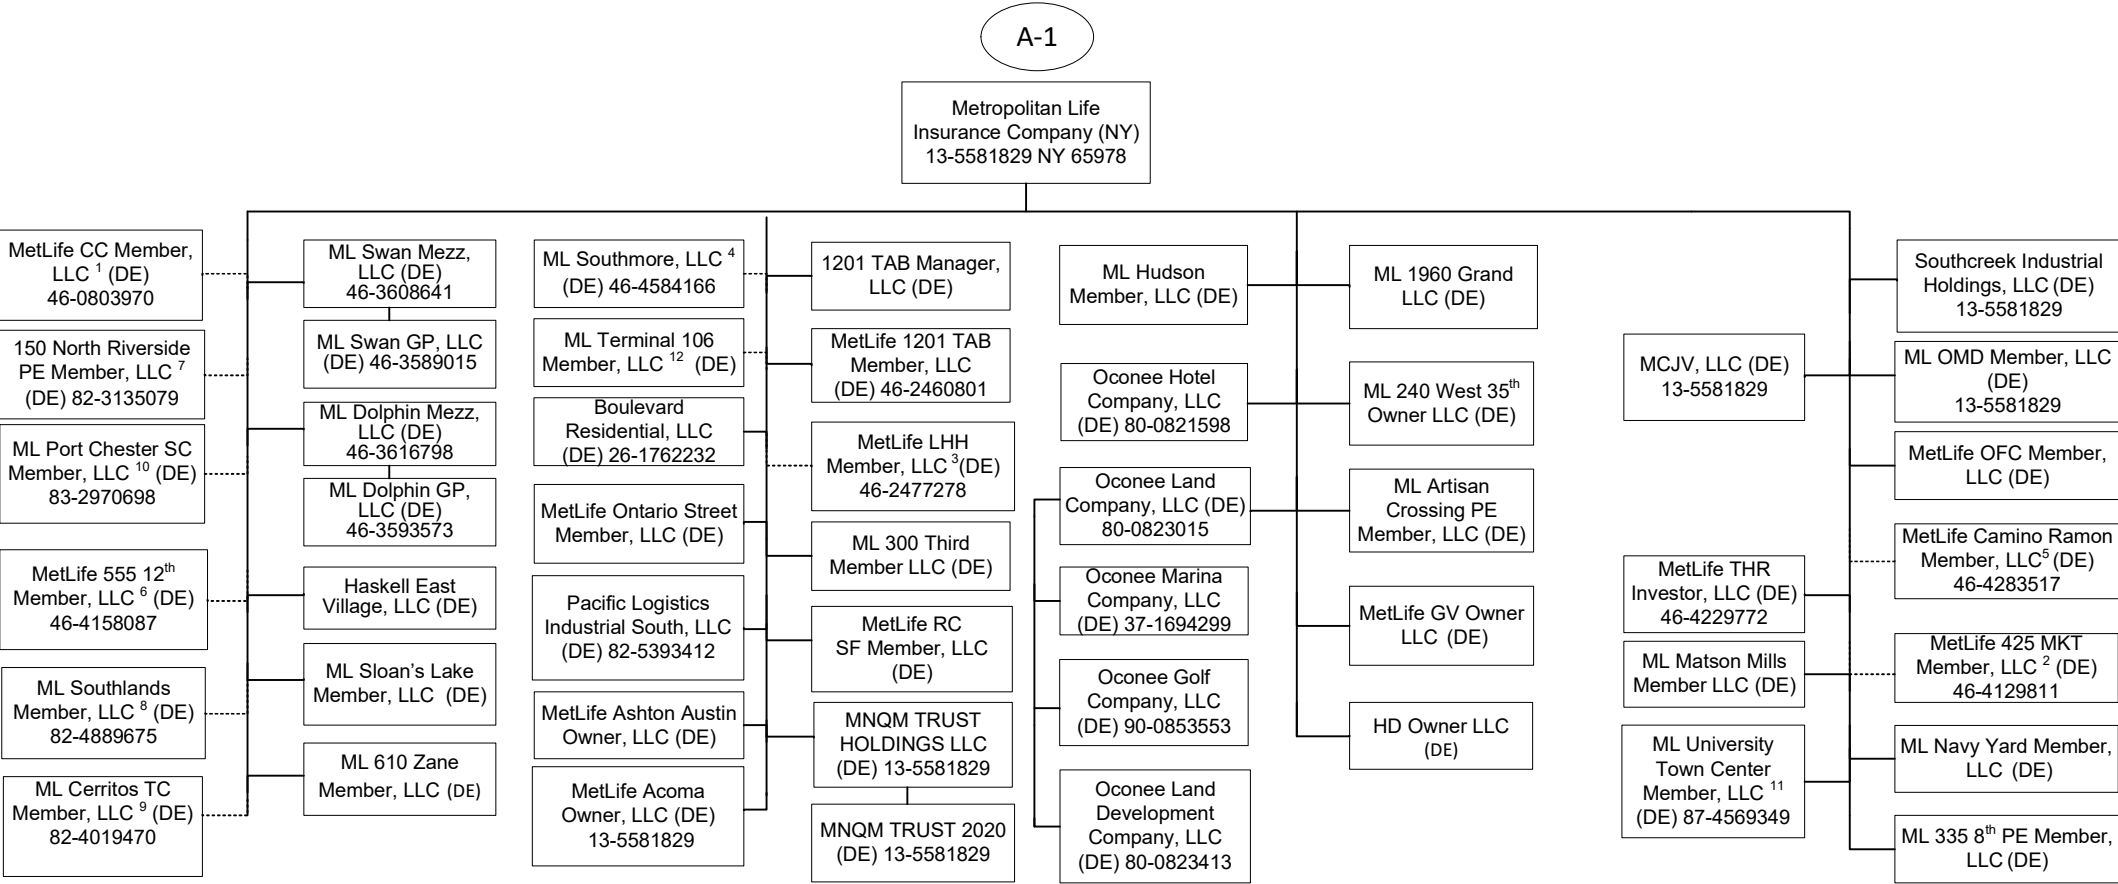 A-1
Metropolitan Life
Insurance Company (NY)
13-5581829 NY 65978
MetLife CC Member,
LLC 1 (DE)
46-0803970
150 North Riverside
PE Member, LLC 7
(DE) 82-3135079
ML Port Chester SC
Member, LLC 10 (DE)
83-2970698
MetLife 555 12th
Member, LLC 6 (DE)
46-4158087
ML Southlands
Member, LLC 8 (DE)
82-4889675
ML Cerritos TC
Member, LLC 9 (DE)
82-4019470
ML Swan Mezz,
LLC (DE)
46-3608641
ML Swan GP, LLC
(DE) 46-3589015
ML Dolphin Mezz,
LLC (DE)
46-3616798
ML Dolphin GP,
LLC (DE)
46-3593573
Haskell East
Village, LLC (DE)
ML Sloan’s Lake
Member, LLC (DE)
ML 610 Zane
Member, LLC (DE)
ML Southmore, LLC 4
(DE) 46-4584166
ML Terminal 106
Member, LLC 12 (DE)
Boulevard
Residential, LLC
(DE) 26-1762232
MetLife Ontario Street
Member, LLC (DE)
Pacific Logistics
Industrial South, LLC
(DE) 82-5393412
MetLife Ashton Austin
Owner, LLC (DE)
MetLife Acoma
Owner, LLC (DE)
13-5581829
1201 TAB Manager,
LLC (DE)
MetLife 1201 TAB
Member, LLC
(DE) 46-2460801
MetLife LHH
Member, LLC 3(DE)
46-2477278
ML 300 Third
Member LLC (DE)
MetLife RC
SF Member, LLC
(DE)
MNQM TRUST
HOLDINGS LLC
(DE) 13-5581829
MNQM TRUST 2020
(DE) 13-5581829
ML Hudson
Member, LLC (DE)
Oconee Hotel
Company, LLC
(DE) 80-0821598
Oconee Land
Company, LLC (DE)
80-0823015
Oconee Marina
Company, LLC
(DE) 37-1694299
Oconee Golf
Company, LLC
(DE) 90-0853553
Oconee Land
Development
Company, LLC
(DE) 80-0823413
ML 1960 Grand
LLC (DE)
ML 240 West 35th
Owner LLC (DE)
ML Artisan
Crossing PE
Member, LLC (DE)
MetLife GV Owner
LLC (DE)
HD Owner LLC
(DE)
MCJV, LLC (DE)
13-5581829
MetLife THR
Investor, LLC (DE)
46-4229772
ML Matson Mills
Member LLC (DE)
ML University
Town Center
Member, LLC 11
(DE) 87-4569349
Southcreek Industrial
Holdings, LLC (DE)
13-5581829
ML OMD Member, LLC
(DE)
13-5581829
MetLife OFC Member,
LLC (DE)
MetLife Camino Ramon
Member, LLC5 (DE)
46-4283517
MetLife 425 MKT
Member, LLC 2 (DE)
46-4129811
ML Navy Yard Member,
LLC (DE)
ML 335 8th PE Member,
LLC (DE)